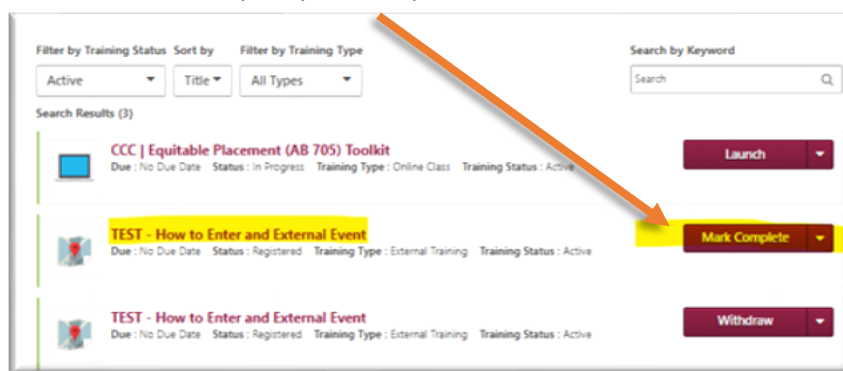 Filter by Training Status Sort by Filter by Training Type Search by Keyword
Active Title All Types Search
Search Results (3)
CCC | Equitable Placement (AB 705) Toolkit
Due : No Due Date Status : In Progress Training Type : Online Class Training Status : Active
Launch
TEST - How to Enter and External Event
Due : No Due Date Status : Registered Training Type : External Training Training Status : Active
Mark Complete
TEST - How to Enter and External Event
Due : No Due Date Status : Registered Training Type : External Training Training Status : Active
Withdraw